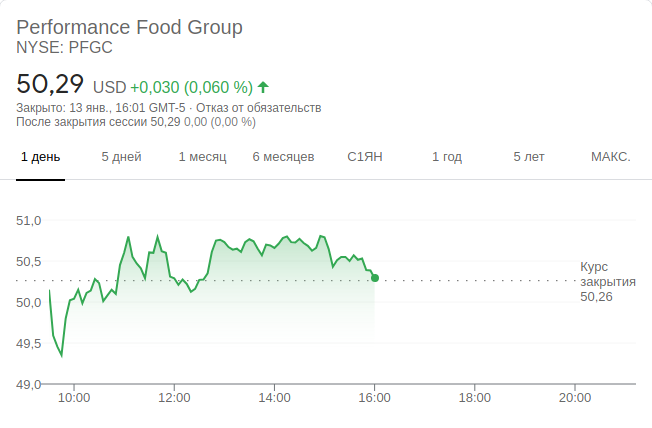 Performance Food Group
NYSE: PFGC
50,29 USD +0,030 (0,060 %)
Закрыто: 13 янв., 16:01 GMT-5 · Отказ от обязательств
После закрытия сессии 50,29 0,00 (0,00 %)
1 день 5 дней 1 месяц 6 месяцев С1ЯН 1 год 5 лет МАКС.
51,0
50,5
Курс
закрытия
50,26
50,0
49,5
49,0
10:00 12:00 14:00 16:00 18:00 20:00